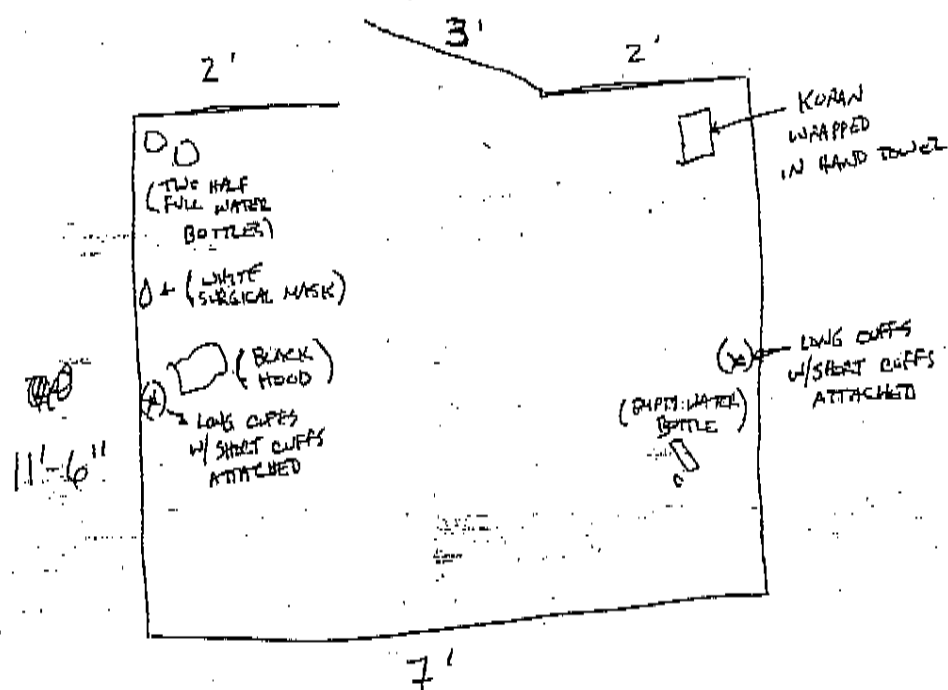 3'
2'
2'
KORAN
WRAPPED
IN HAND TOWEL
(TWO HALF
FULL WATER
BOTTLES)
(WHITE
SURGICAL MASK)
(BLACK
HOOD)
LONG CUFFS
W/ SHORT CUFFS
ATTACHED
LONG CUFFS
W/ SHORT CUFFS
ATTACHED
(EMPTY WATER
BOTTLE)
11'-6"
7'